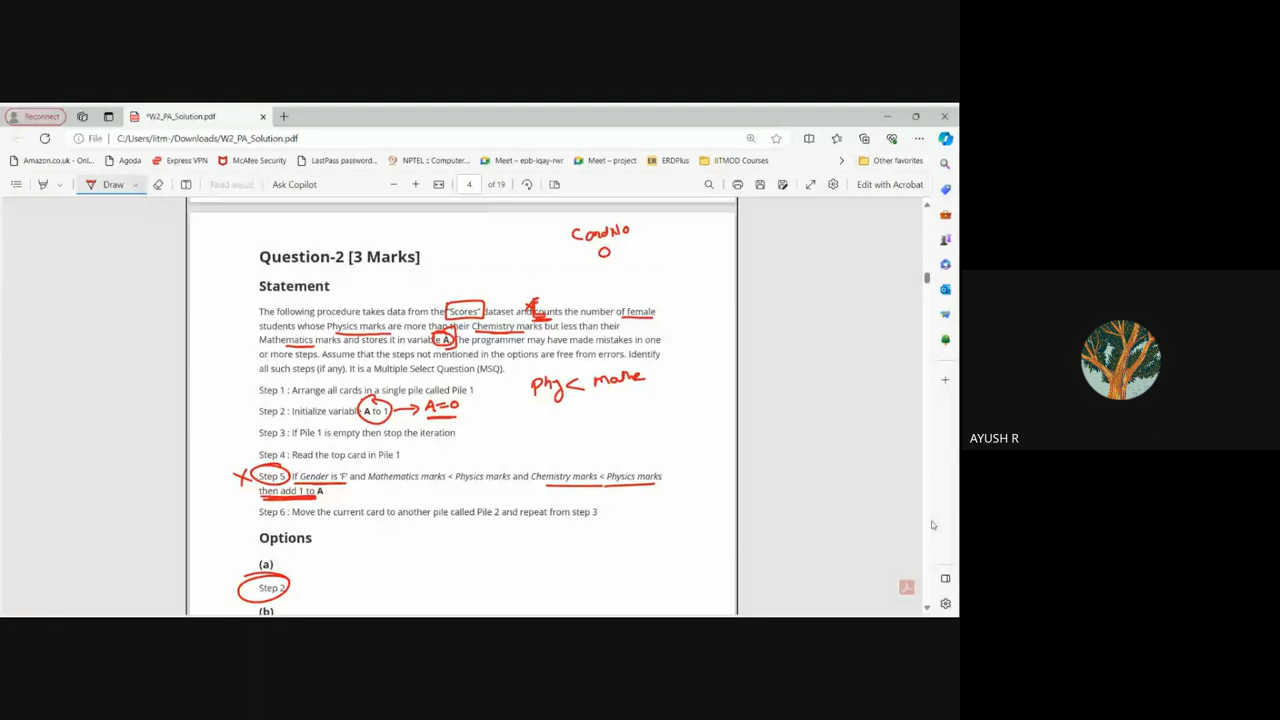 Reconnect
*W2_PA_Solution.pdf
File
C:/Users/iitm-/Downloads/W2_PA_Solution.pdf
Amazon.co.uk - Onl...
Agoda
Express VPN
McAfee Security
LastPass password...
NPTEL :: Computer...
Meet – epb-iqay-rwr
Meet – project
ERDPlus
IITMOD Courses
Other favorites
Draw
Read aloud
Ask Copilot
4
of 19
Edit with Acrobat
CardNo
0
Question-2 [3 Marks]
Statement
The following procedure takes data from the "Scores" dataset and counts the number of female
students whose Physics marks are more than their Chemistry marks but less than their
Mathematics marks and stores it in variable A. The programmer may have made mistakes in one
or more steps. Assume that the steps not mentioned in the options are free from errors. Identify
all such steps (if any). It is a Multiple Select Question (MSQ).
Phy <
Step 1 : Arrange all cards in a single pile called Pile 1
Step 2 : Initialize variable A to 1
A=0
Step 3 : If Pile 1 is empty then stop the iteration
Step 4 : Read the top card in Pile 1
X
Step 5 : If Gender is 'F' and Mathematics marks < Physics marks and Chemistry marks < Physics marks
then add 1 to A
Step 6 : Move the current card to another pile called Pile 2 and repeat from step 3
Options
(a)
Step 2
(b)
AYUSH R